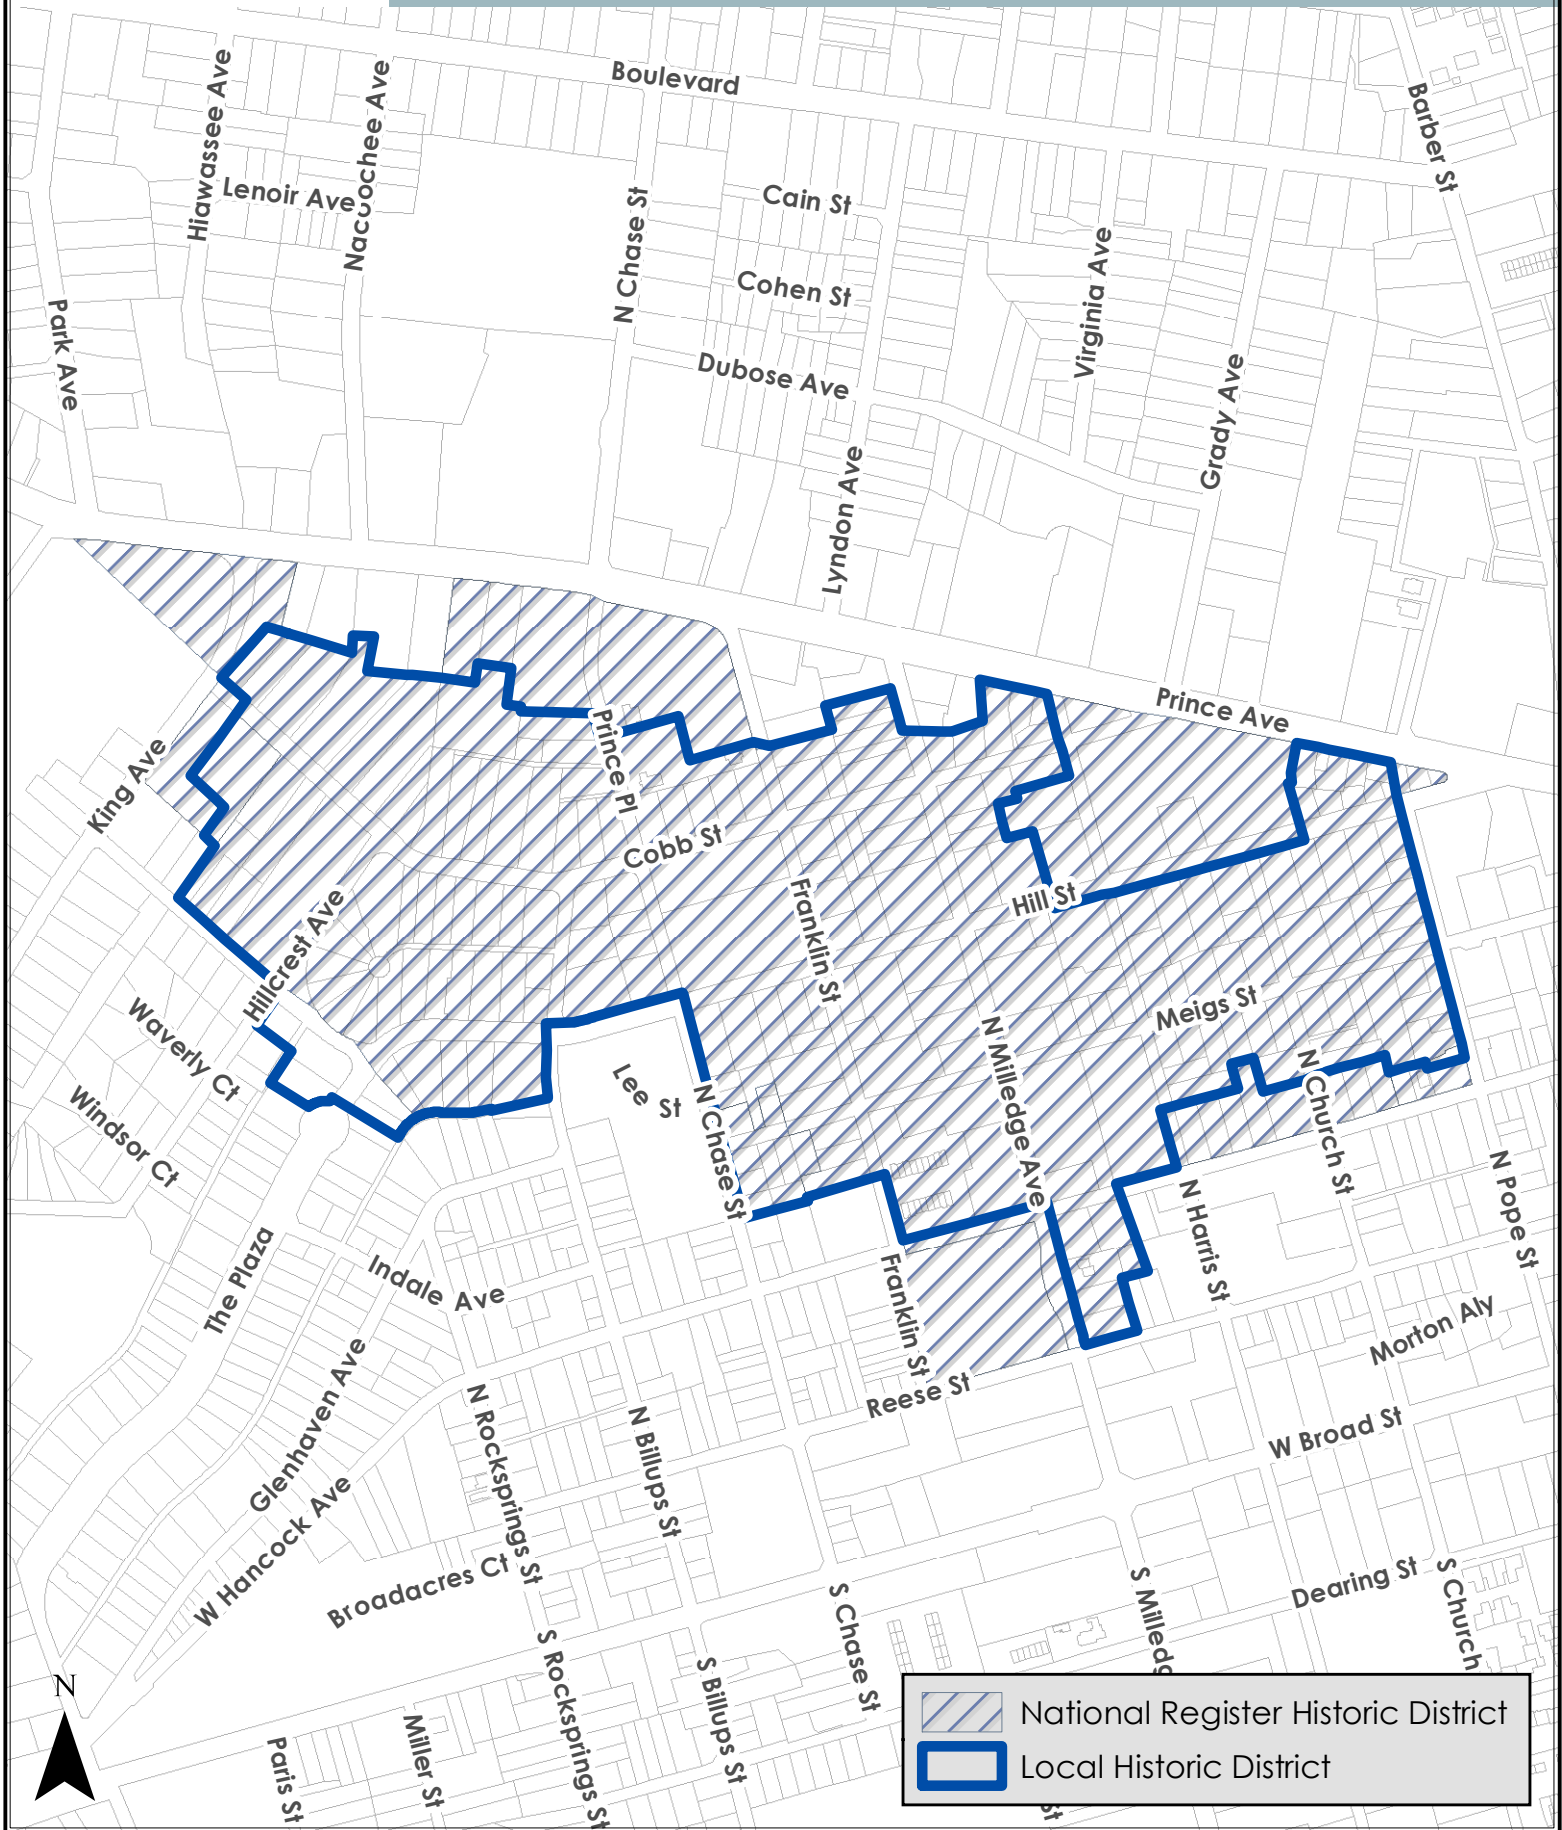 Boulevard
Hiawassee Ave
Nacoochee Ave
Barber St
Lenoir Ave
Cain St
N Chase St
Cohen St
Virginia Ave
Park Ave
Dubose Ave
Grady Ave
Lyndon Ave
Prince Ave
Prince Pl
King Ave
Cobb St
Franklin St
Hill St
Hillcrest Ave
Meigs St
Waverly Ct
N Milledge Ave
Lee St
N Church St
Windsor Ct
N Chase St
N Harris St
N Pope St
The Plaza
Indale Ave
Franklin St
Morton Aly
Reese St
Glenhaven Ave
N Rocksprings St
N Billups St
W Broad St
W Hancock Ave
Broadacres Ct
Dearing St
S Chase St
S Milledg
S Church
S Rocksprings St
S Billups St
N
Miller St
Paris St
St
National Register Historic District
Local Historic District